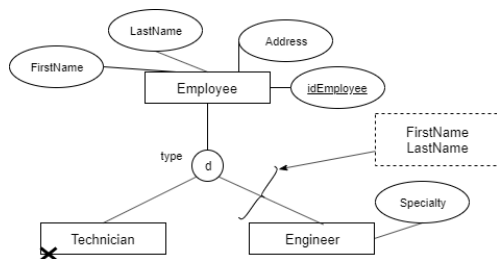 LastName
Address
FirstName
Employee
idEmployee
FirstName
LastName
type
d
Specialty
Technician
Engineer